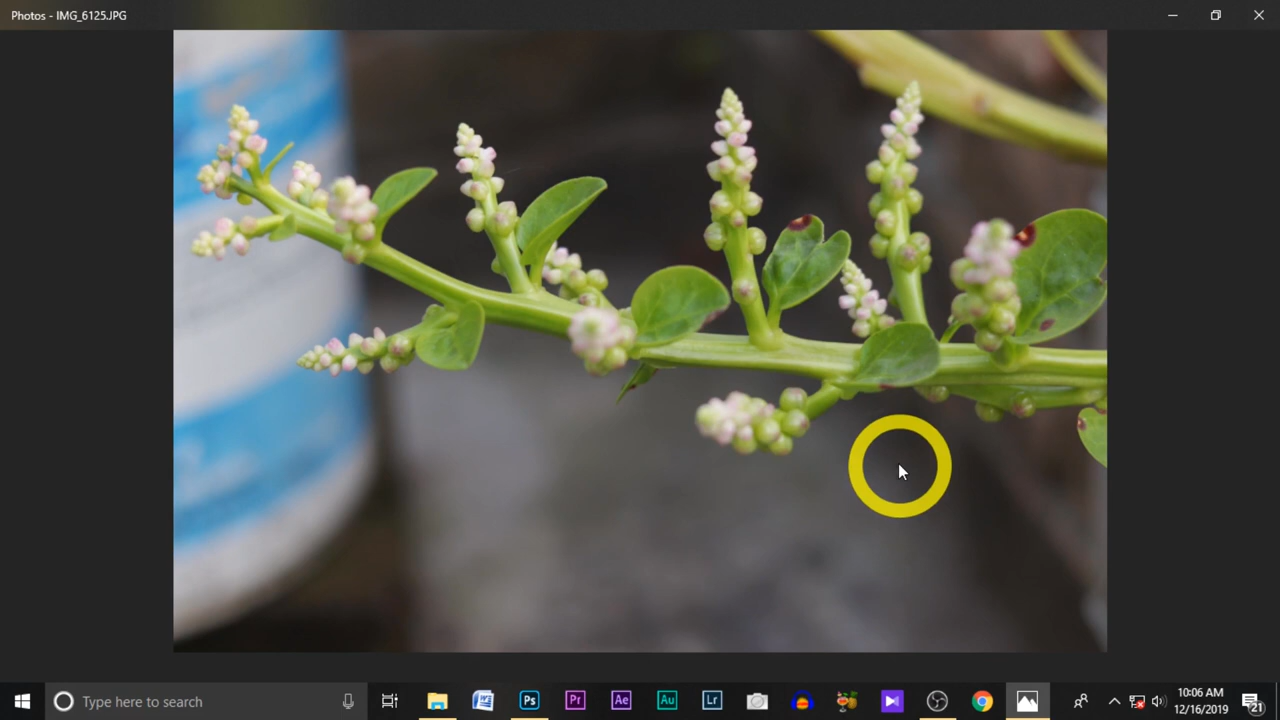 Photos - IMG_6125.JPG
Type here to search
Ps
Pr
Ae
Au
Lr
10:06 AM
12/16/2019
21